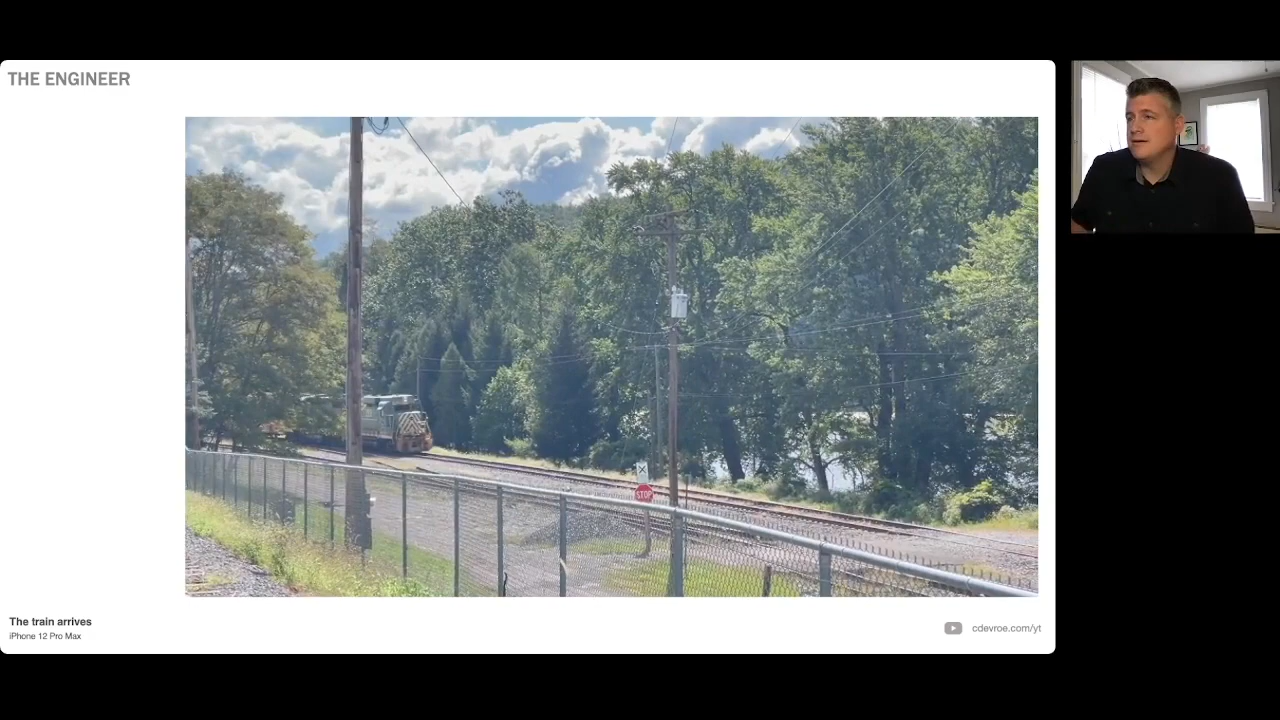 THE ENGINEER
STOP
The train arrives
iPhone 12 Pro Max
cdevroe.com/yt